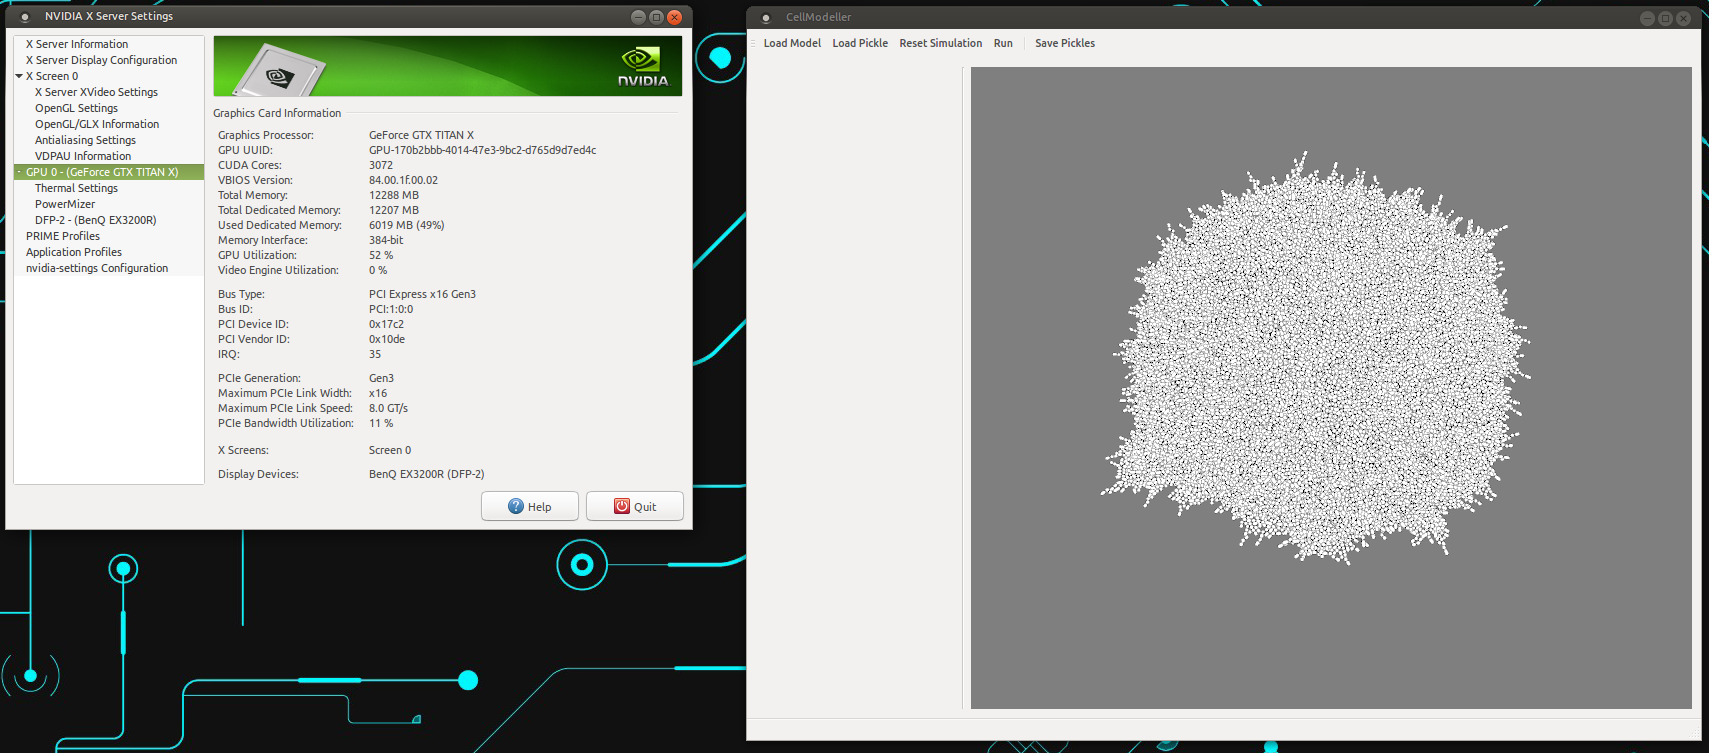 NVIDIA X Server Settings
X Server Information
X Server Display Configuration
X Screen 0
X Server XVideo Settings
OpenGL Settings
OpenGL/GLX Information
Antialiasing Settings
VDPAU Information
GPU 0 - (GeForce GTX TITAN X)
Thermal Settings
PowerMizer
DFP-2 - (BenQ EX3200R)
PRIME Profiles
Application Profiles
nvidia-settings Configuration
NVIDIA.
Graphics Card Information
Graphics Processor: GeForce GTX TITAN X
GPU UUID: GPU-170b2bbb-4014-47e3-9bc2-d765d9d7ed4c
CUDA Cores: 3072
VBIOS Version: 84.00.1f.00.02
Total Memory: 12288 MB
Total Dedicated Memory: 12207 MB
Used Dedicated Memory: 6019 MB (49%)
Memory Interface: 384-bit
GPU Utilization: 52 %
Video Engine Utilization: 0 %
Bus Type: PCI Express x16 Gen3
Bus ID: PCI:1:0:0
PCI Device ID: 0x17c2
PCI Vendor ID: 0x10de
IRQ: 35
PCIe Generation: Gen3
Maximum PCIe Link Width: x16
Maximum PCIe Link Speed: 8.0 GT/s
PCIe Bandwidth Utilization: 11 %
X Screens: Screen 0
Display Devices: BenQ EX3200R (DFP-2)
Help Quit
CellModeller
Load Model Load Pickle Reset Simulation Run Save Pickles